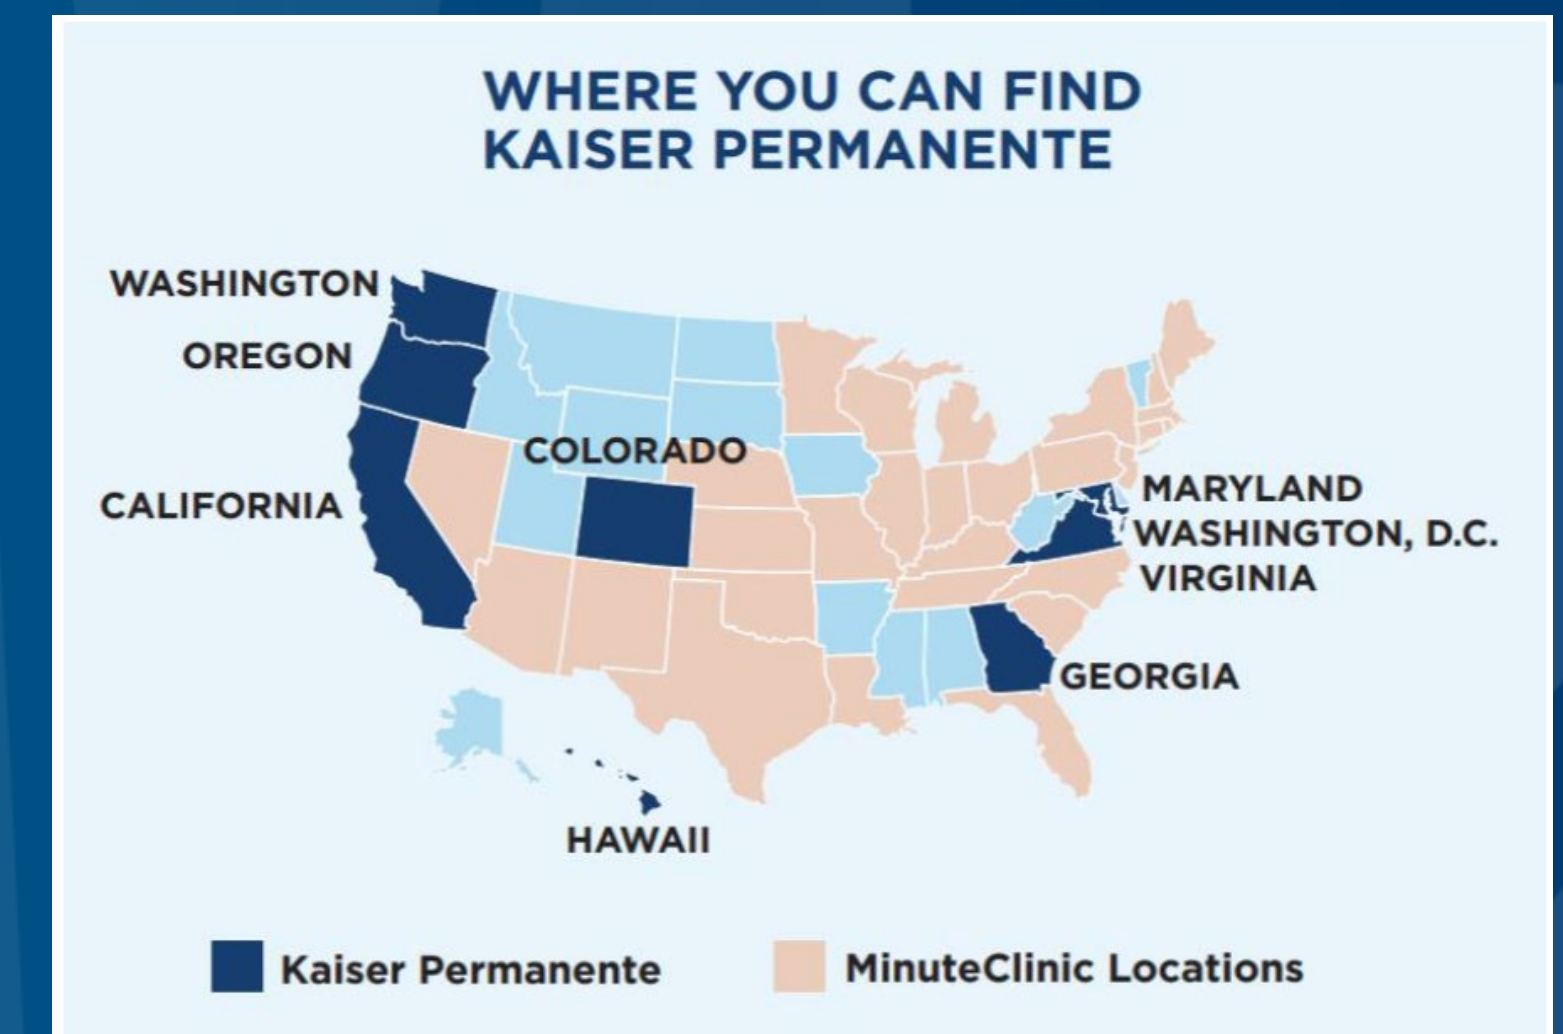 WHERE YOU CAN FIND
KAISER PERMANENTE
WASHINGTON
OREGON
COLORADO
CALIFORNIA
MARYLAND
WASHINGTON, D.C.
VIRGINIA
GEORGIA
HAWAII
Kaiser Permanente
MinuteClinic Locations